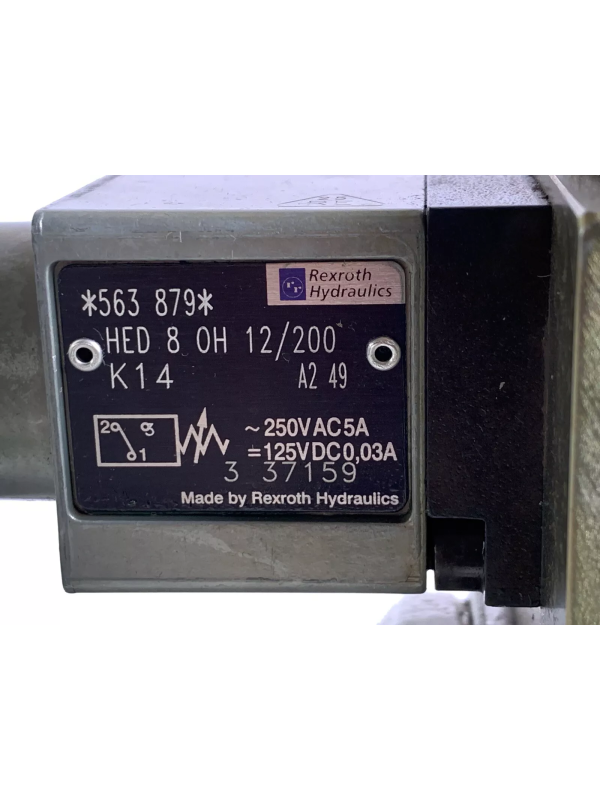 Rexroth
Hydraulics
*563 879*
HED 8 OH 12/200
K14 A2 49
2 3 ~250VAC5A
1 =125VDC0,03A
3 37159
Made by Rexroth Hydraulics